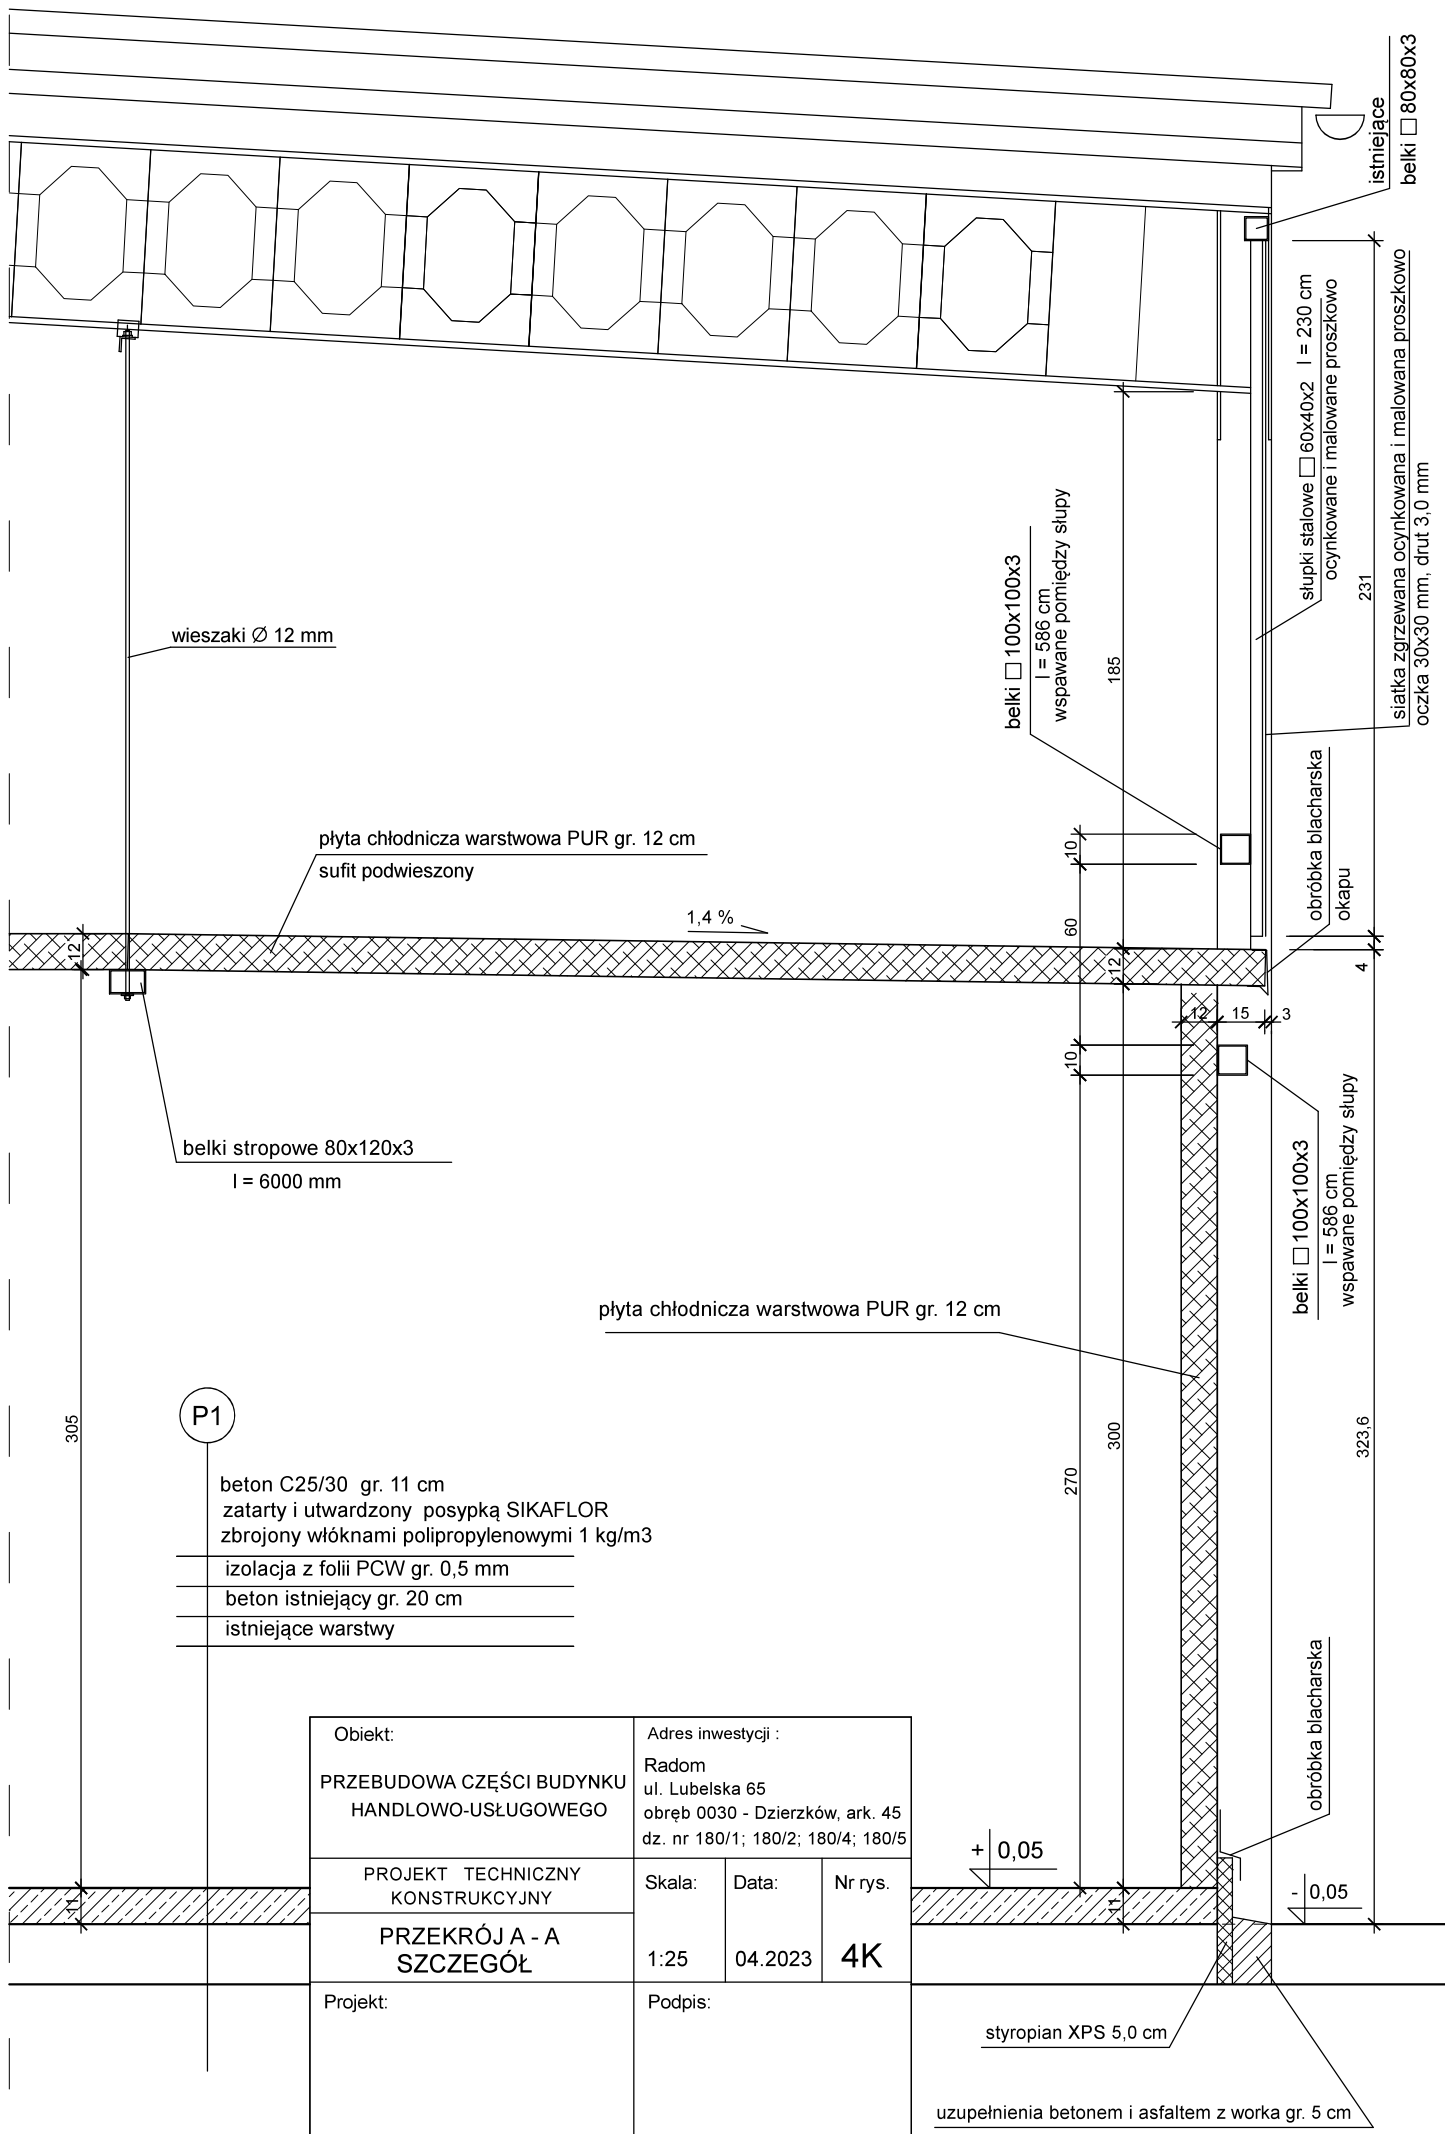 istniejące
belki □ 80x80x3
słupki stalowe □ 60x40x2 l = 230 cm
ocynkowane i malowane proszkowo
siatka zgrzewana ocynkowana i malowana proszkowo
oczka 30x30 mm, drut 3,0 mm
231
belki □ 100x100x3
l = 586 cm
wspawane pomiędzy słupy
185
wieszaki Ø 12 mm
płyta chłodnicza warstwowa PUR gr. 12 cm
sufit podwieszony
1,4 %
10
60
obróbka blacharska
okapu
12
12
4
12
15
3
10
belki stropowe 80x120x3
l = 6000 mm
belki □ 100x100x3
l = 586 cm
wspawane pomiędzy słupy
płyta chłodnicza warstwowa PUR gr. 12 cm
305
270
300
323,6
P1
beton C25/30 gr. 11 cm
zatarty i utwardzony posypką SIKAFLOR
zbrojony włóknami polipropylenowymi 1 kg/m3
izolacja z folii PCW gr. 0,5 mm
beton istniejący gr. 20 cm
istniejące warstwy
obróbka blacharska
Obiekt:
PRZEBUDOWA CZĘŚCI BUDYNKU
HANDLOWO-USŁUGOWEGO
Adres inwestycji :
Radom
ul. Lubelska 65
obręb 0030 - Dzierzków, ark. 45
dz. nr 180/1; 180/2; 180/4; 180/5
PROJEKT TECHNICZNY
KONSTRUKCYJNY
PRZEKRÓJ A - A
SZCZEGÓŁ
Skala:
1:25
Data:
04.2023
Nr rys.
4K
Projekt:
Podpis:
+ 0,05
- 0,05
11
11
styropian XPS 5,0 cm
uzupełnienia betonem i asfaltem z worka gr. 5 cm